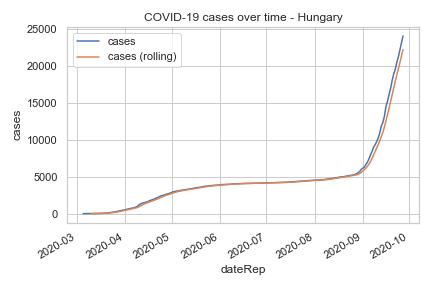 COVID-19 cases over time - Hungary
cases
cases (rolling)
25000
20000
15000
10000
5000
0
cases
2020-03
2020-04
2020-05
2020-06
2020-07
2020-08
2020-09
2020-10
dateRep